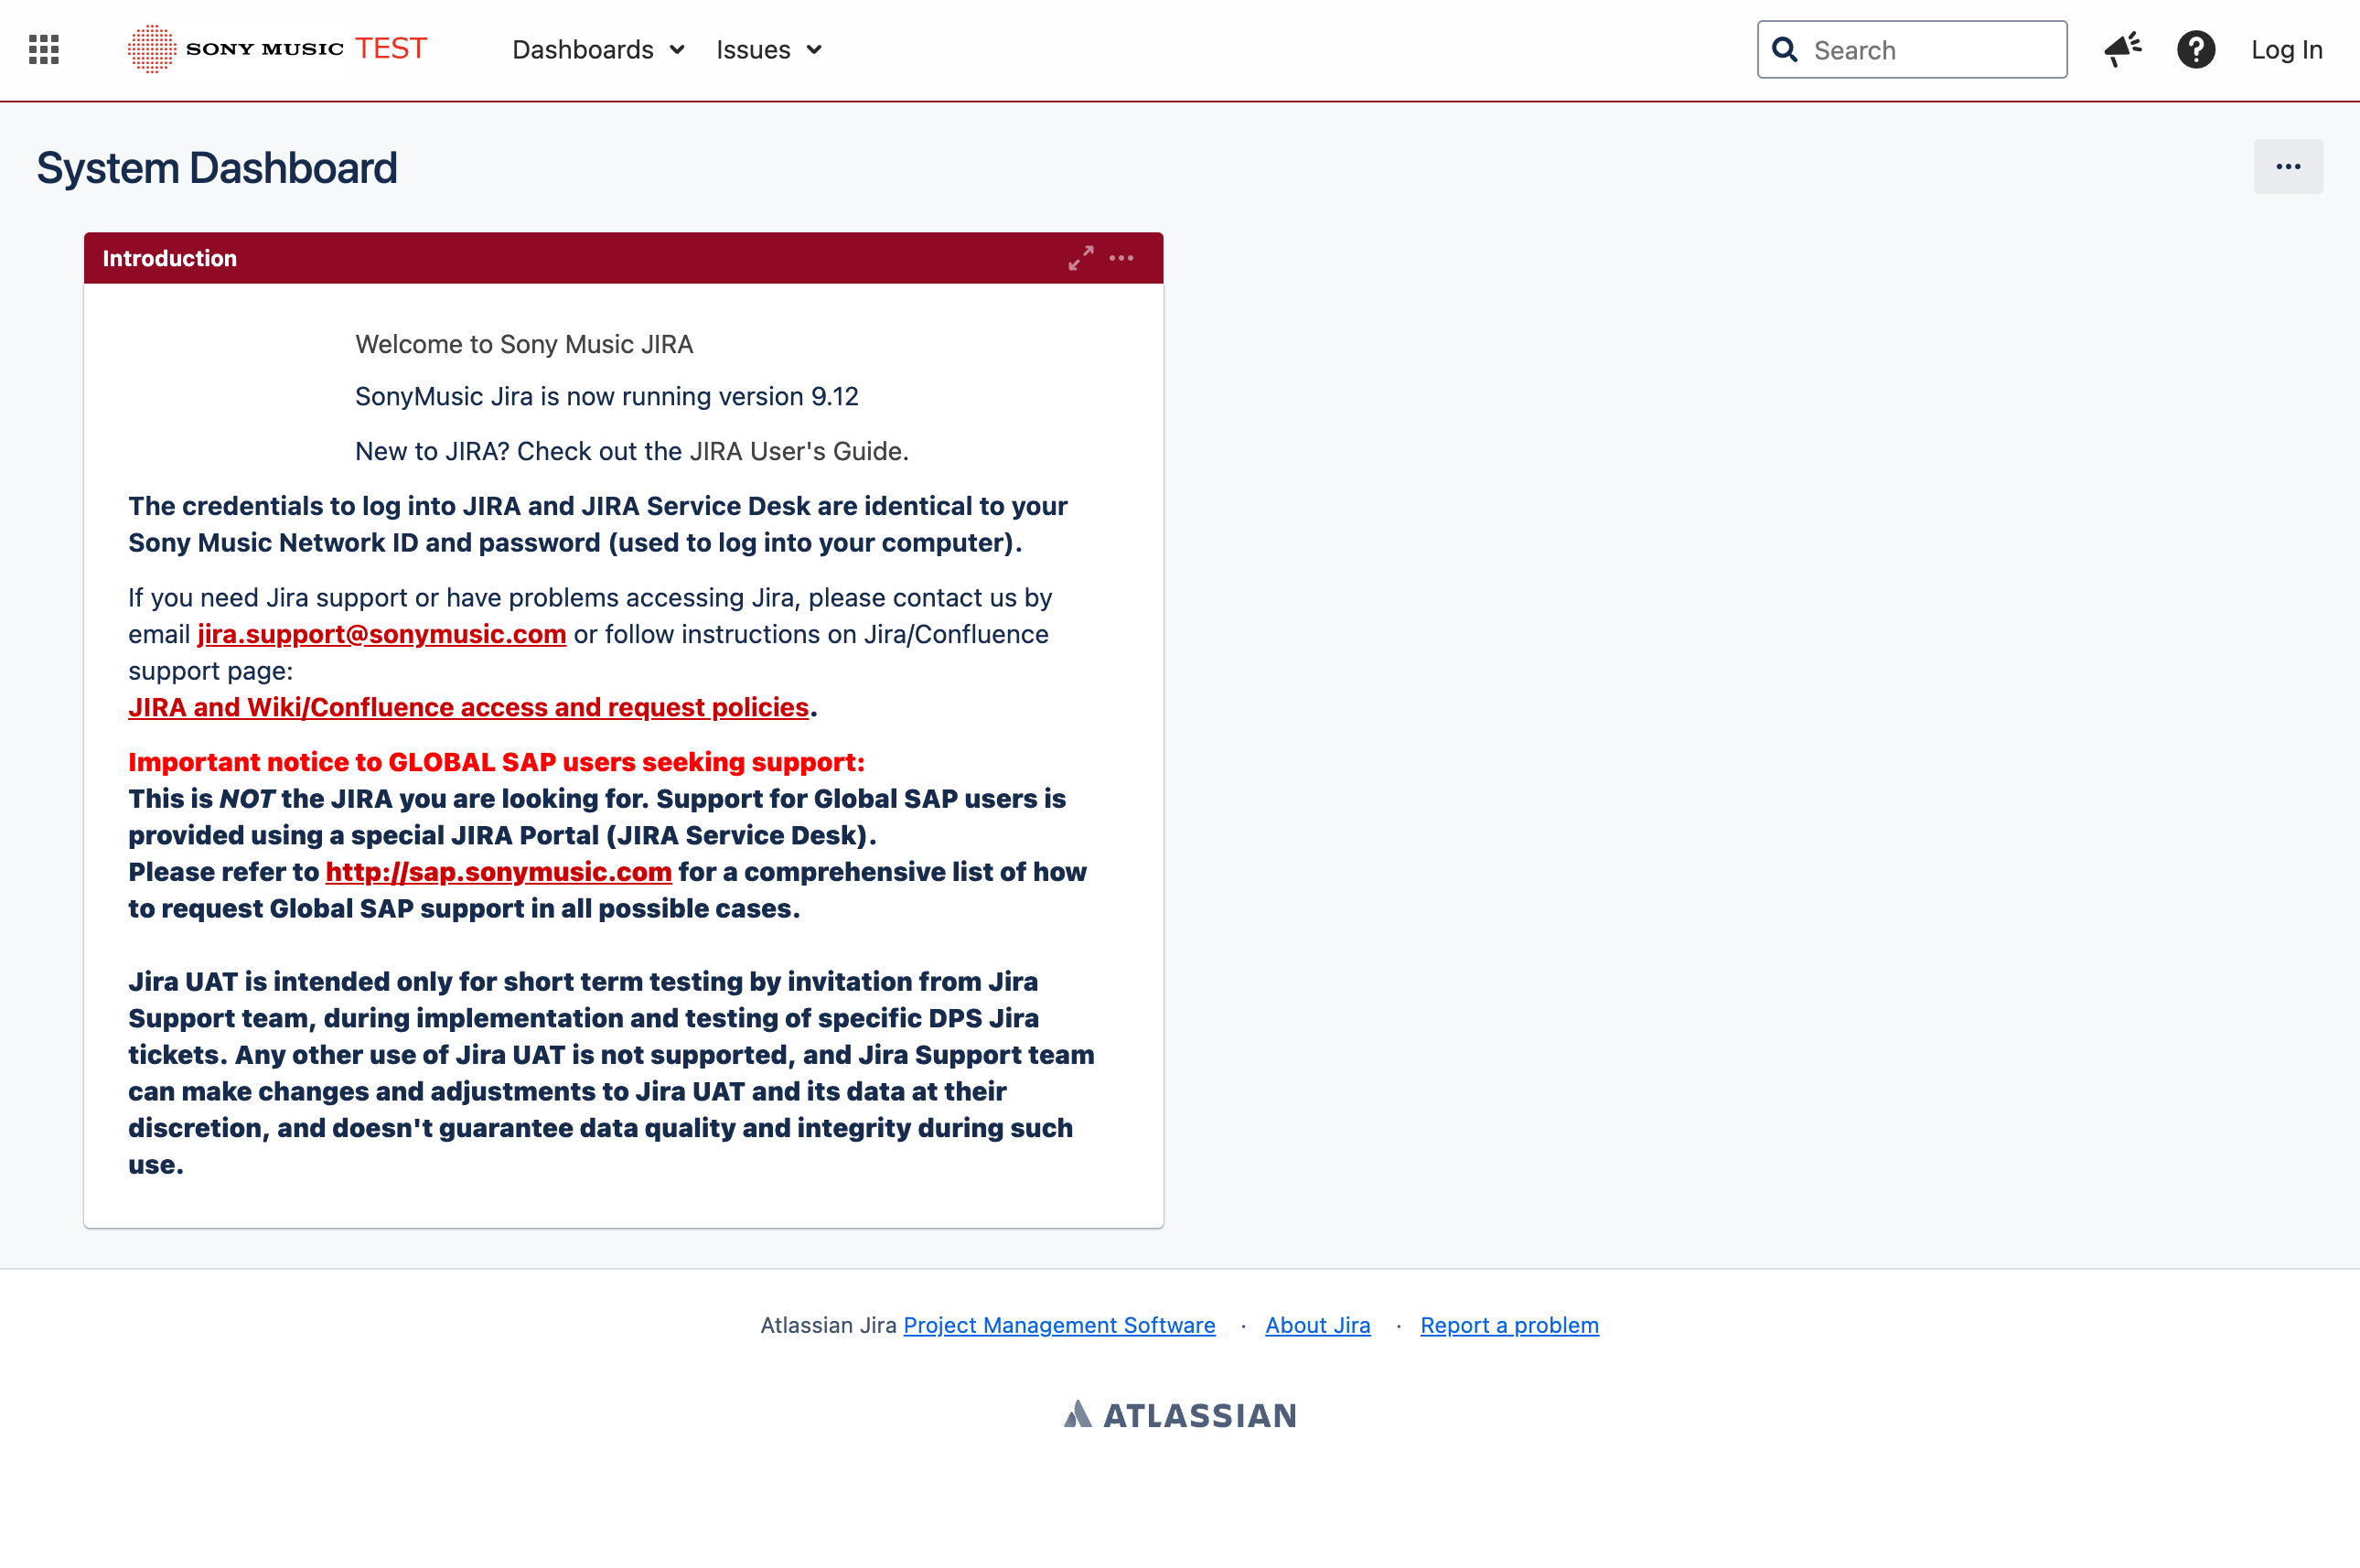 SONY MUSIC TEST
Dashboards
Issues
Search
Log In
System Dashboard
Introduction
Welcome to Sony Music JIRA
SonyMusic Jira is now running version 9.12
New to JIRA? Check out the JIRA User's Guide.
The credentials to log into JIRA and JIRA Service Desk are identical to your
Sony Music Network ID and password (used to log into your computer).
If you need Jira support or have problems accessing Jira, please contact us by
email jira.support@sonymusic.com or follow instructions on Jira/Confluence
support page:
JIRA and Wiki/Confluence access and request policies.
Important notice to GLOBAL SAP users seeking support:
This is NOT the JIRA you are looking for. Support for Global SAP users is
provided using a special JIRA Portal (JIRA Service Desk).
Please refer to http://sap.sonymusic.com for a comprehensive list of how
to request Global SAP support in all possible cases.
Jira UAT is intended only for short term testing by invitation from Jira
Support team, during implementation and testing of specific DPS Jira
tickets. Any other use of Jira UAT is not supported, and Jira Support team
can make changes and adjustments to Jira UAT and its data at their
discretion, and doesn't guarantee data quality and integrity during such
use.
Atlassian Jira Project Management Software · About Jira · Report a problem
ATLASSIAN